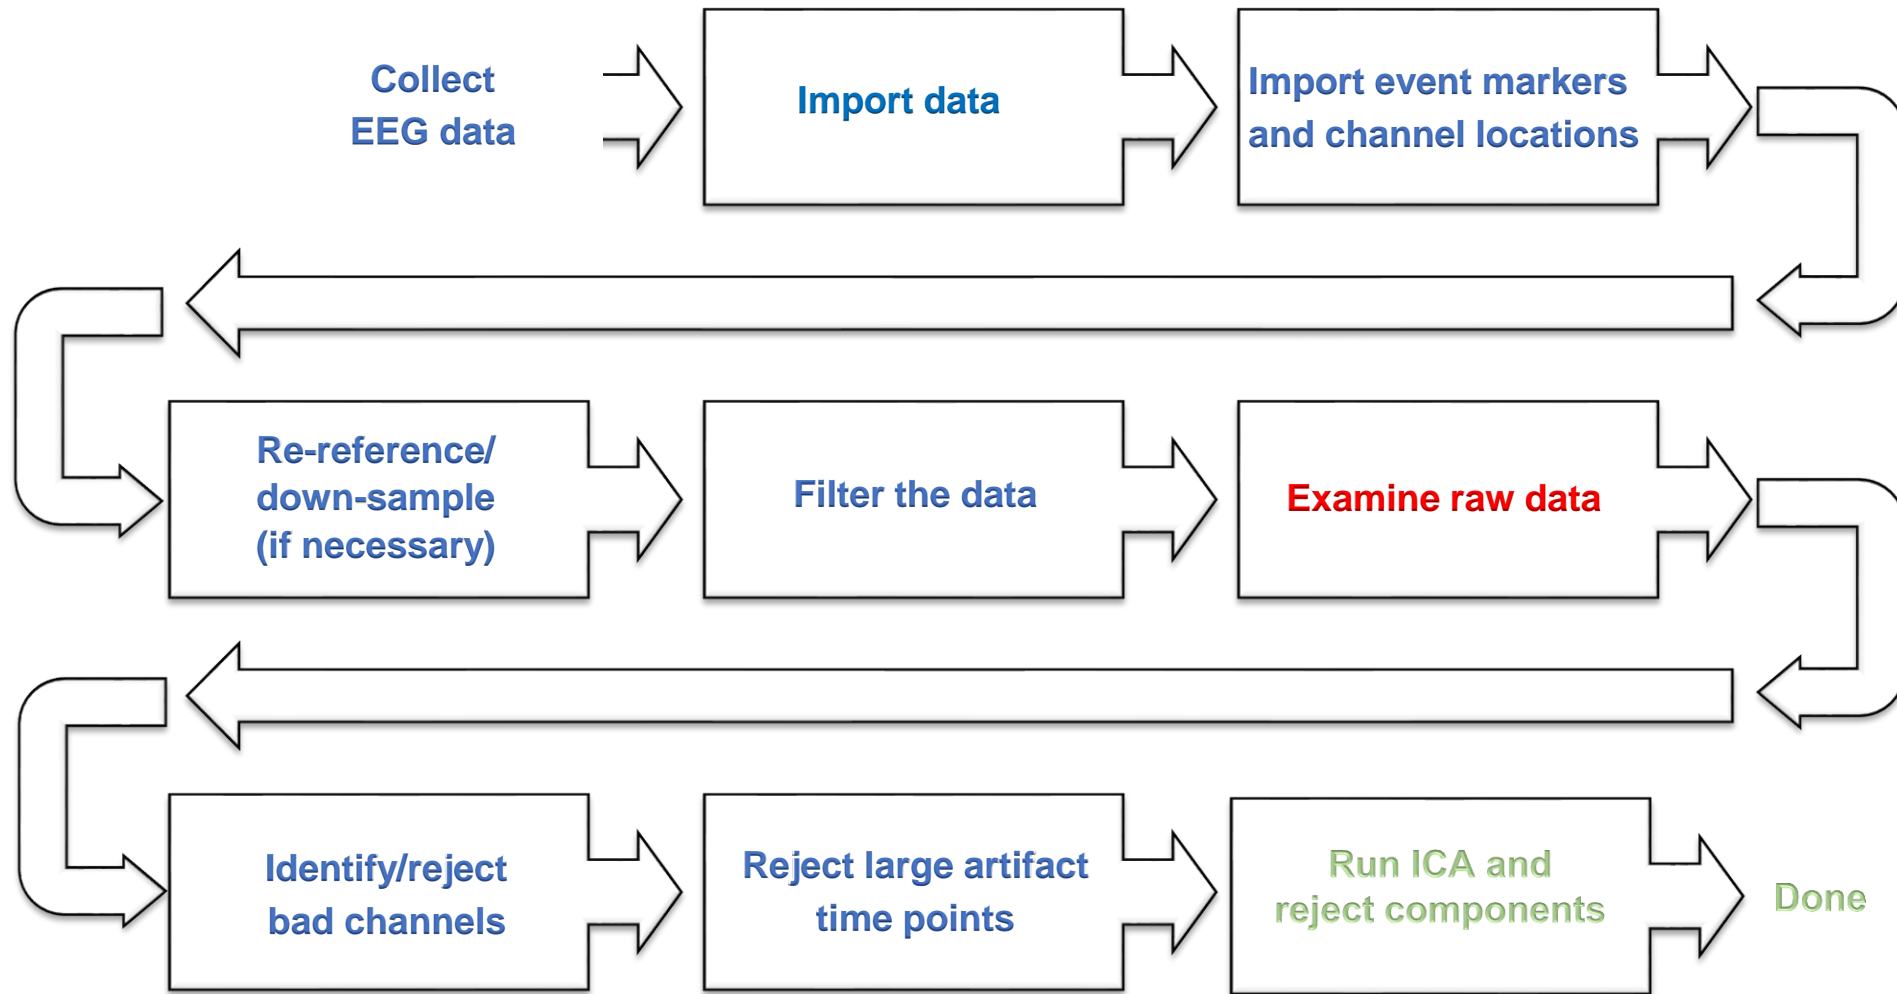 Collect
EEG data
Import data
Import event markers
and channel locations
Re-reference/
down-sample
(if necessary)
Filter the data
Examine raw data
Identify/reject
bad channels
Reject large artifact
time points
Run ICA and
reject components
Done